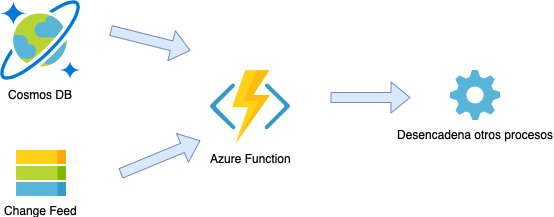 Cosmos DB
Azure Function
Desencadena otros procesos
Change Feed